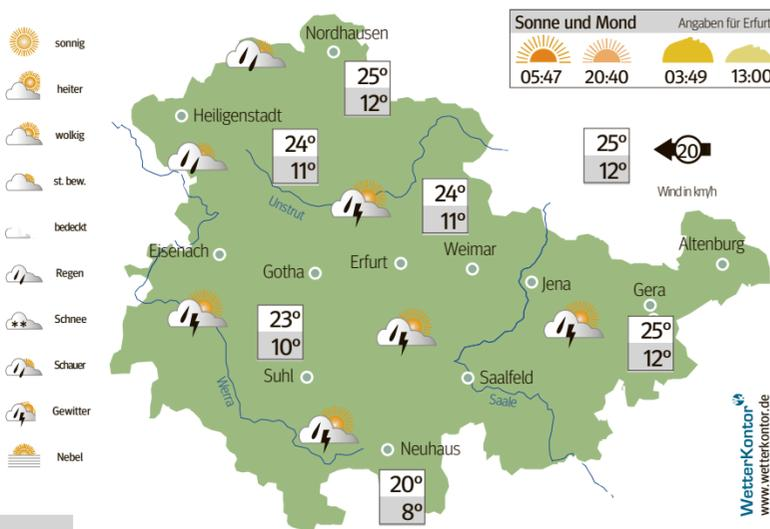 Sonne und Mond
Angaben für Erfurt
05:47
20:40
03:49
13:00
sonnig
heiter
wolkig
st. bew.
bedeckt
Regen
Schnee
Schauer
Gewitter
Nebel
Nordhausen
25°
12°
Heiligenstadt
24°
11°
Unstrut
24°
11°
25°
12°
20
Wind in km/h
Eisenach
Gotha
Erfurt
Weimar
Jena
Altenburg
Gera
25°
12°
23°
10°
Suhl
Werra
Saalfeld
Saale
Neuhaus
20°
8°
WetterKontor
www.wetterkontor.de